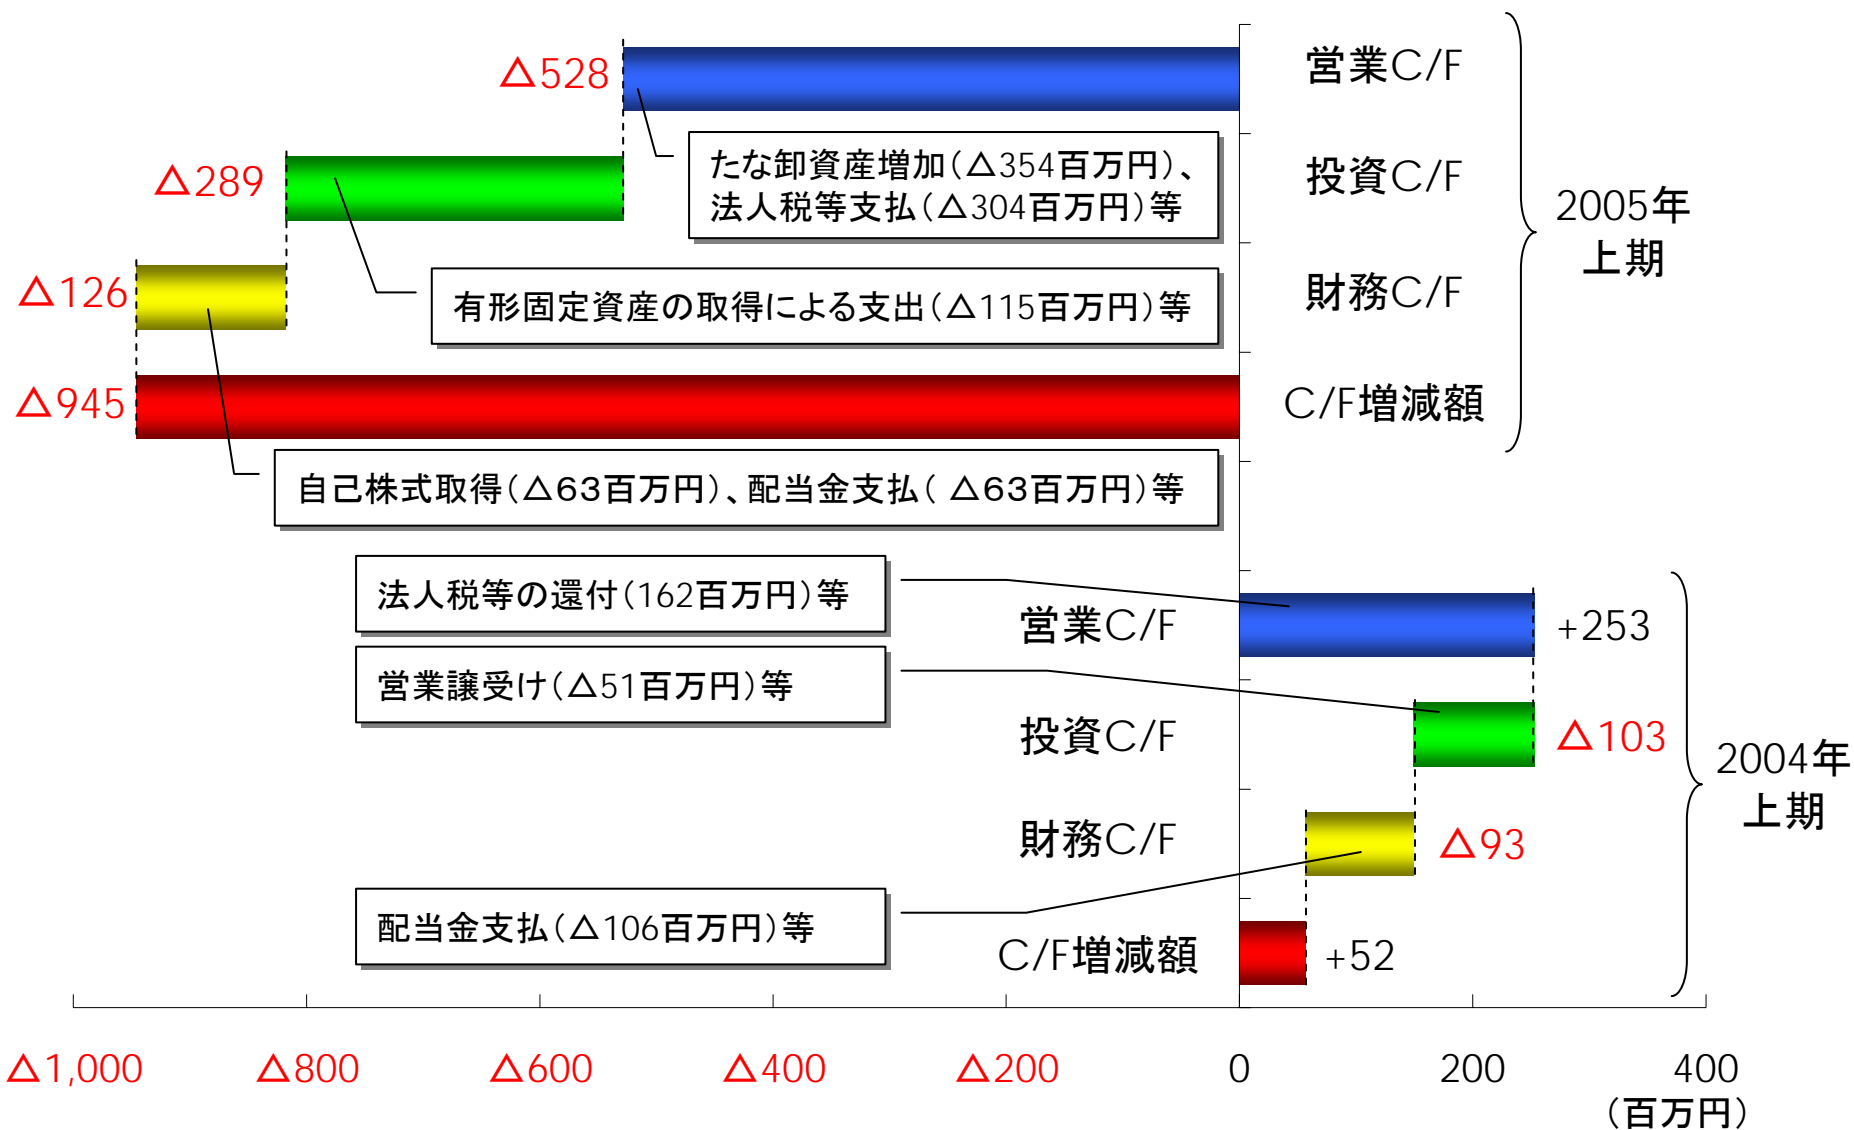 △528
営業C/F
たな卸資産増加(△354百万円)、
法人税等支払(△304百万円)等
△289
投資C/F
2005年
上期
△126
有形固定資産の取得による支出(△115百万円)等
財務C/F
△945
C/F増減額
自己株式取得(△63百万円)、配当金支払( △63百万円)等
法人税等の還付(162百万円)等
営業C/F
+253
営業譲受け(△51百万円)等
投資C/F
△103
2004年
上期
財務C/F
△93
配当金支払(△106百万円)等
C/F増減額
+52
△1,000 △800 △600 △400 △200 0 200 400
(百万円)